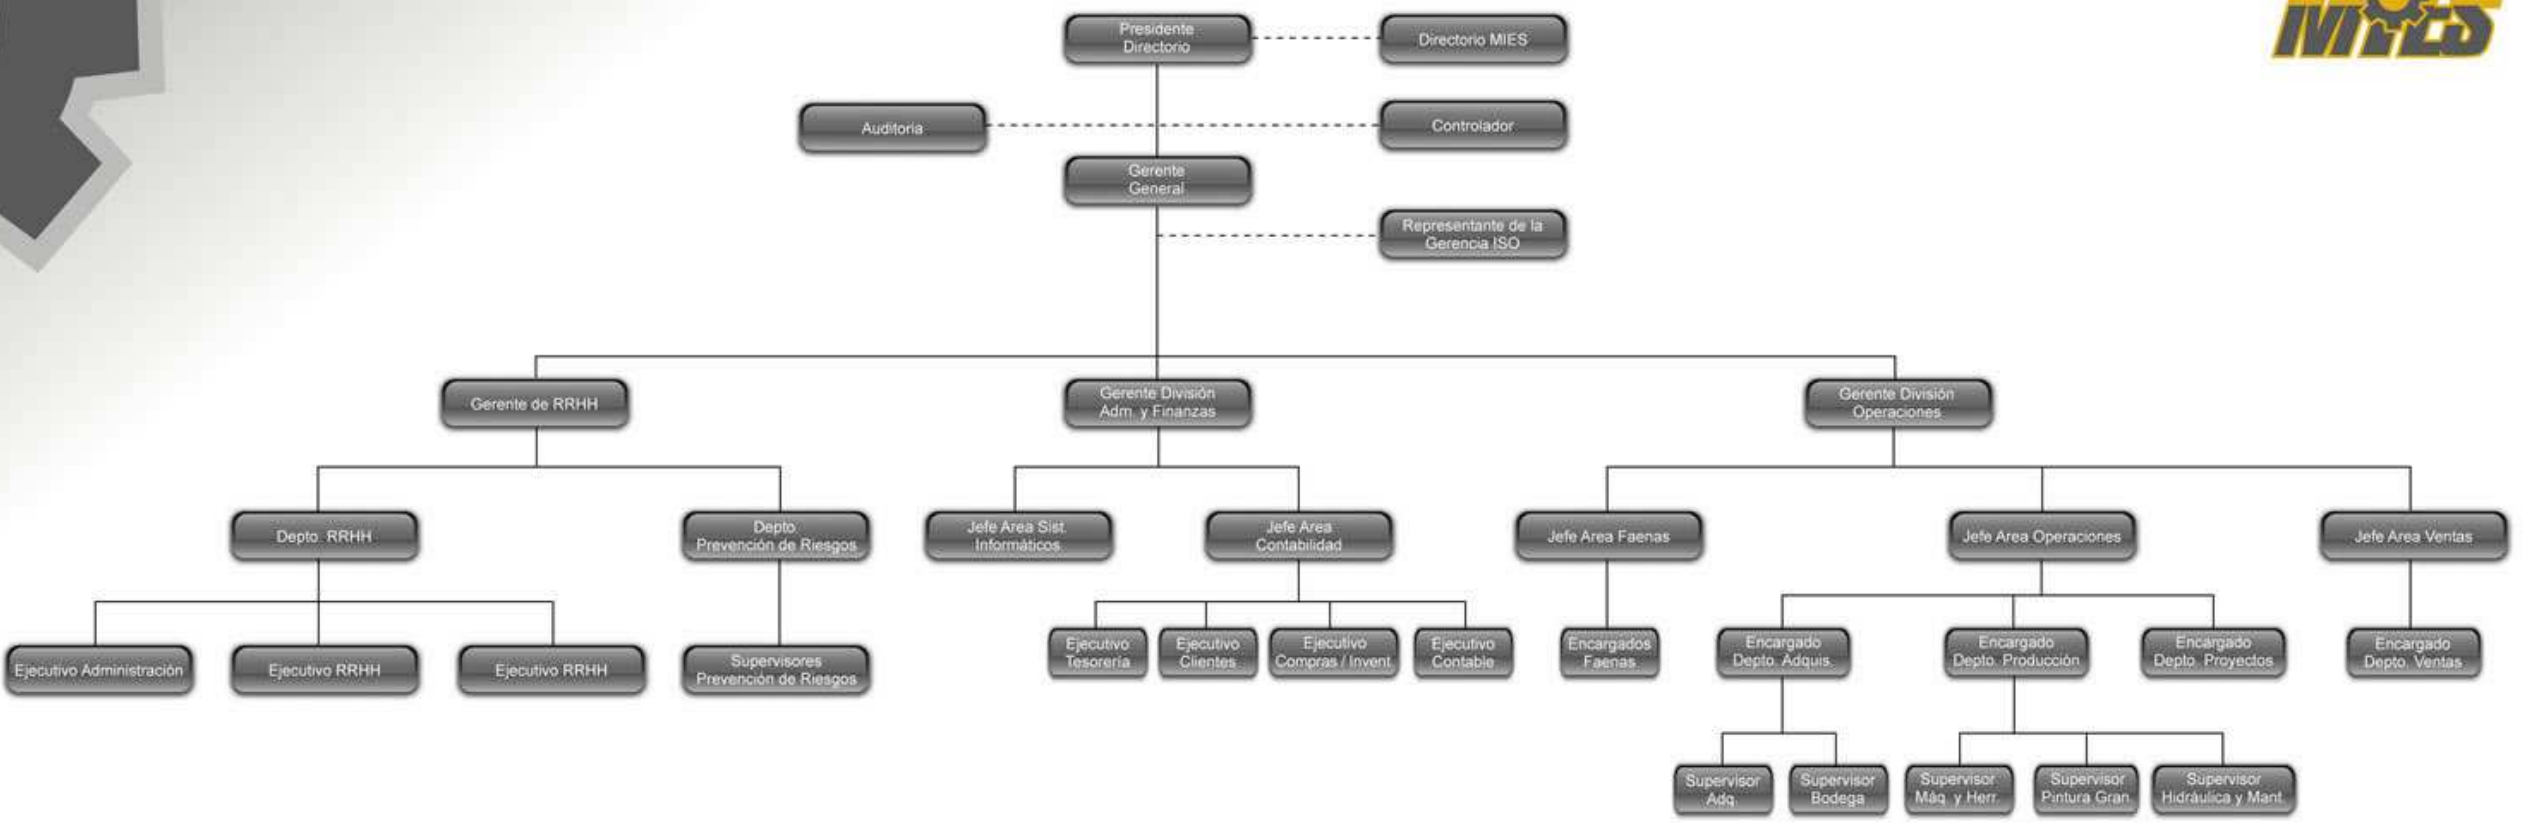 MIES
Presidente
Directorio
Directorio MIES
Auditoria
Controlador
Gerente
General
Representante de la
Gerencia ISO
Gerente de RRHH
Gerente División
Adm. y Finanzas
Gerente División
Operaciones
Depto. RRHH
Depto.
Prevención de Riesgos
Jefe Area Sist.
Informáticos
Jefe Area
Contabilidad
Jefe Area Faenas
Jefe Area Operaciones
Jefe Area Ventas
Ejecutivo Administración
Ejecutivo RRHH
Ejecutivo RRHH
Supervisores
Prevención de Riesgos
Ejecutivo
Tesorería
Ejecutivo
Clientes
Ejecutivo
Compras / Invent.
Ejecutivo
Contable
Encargados
Faenas
Encargado
Depto. Adquis.
Encargado
Depto. Producción
Encargado
Depto. Proyectos
Encargado
Depto. Ventas
Supervisor
Adq.
Supervisor
Bodega
Supervisor
Máq. y Herr.
Supervisor
Pintura Gran.
Supervisor
Hidráulica y Mant.